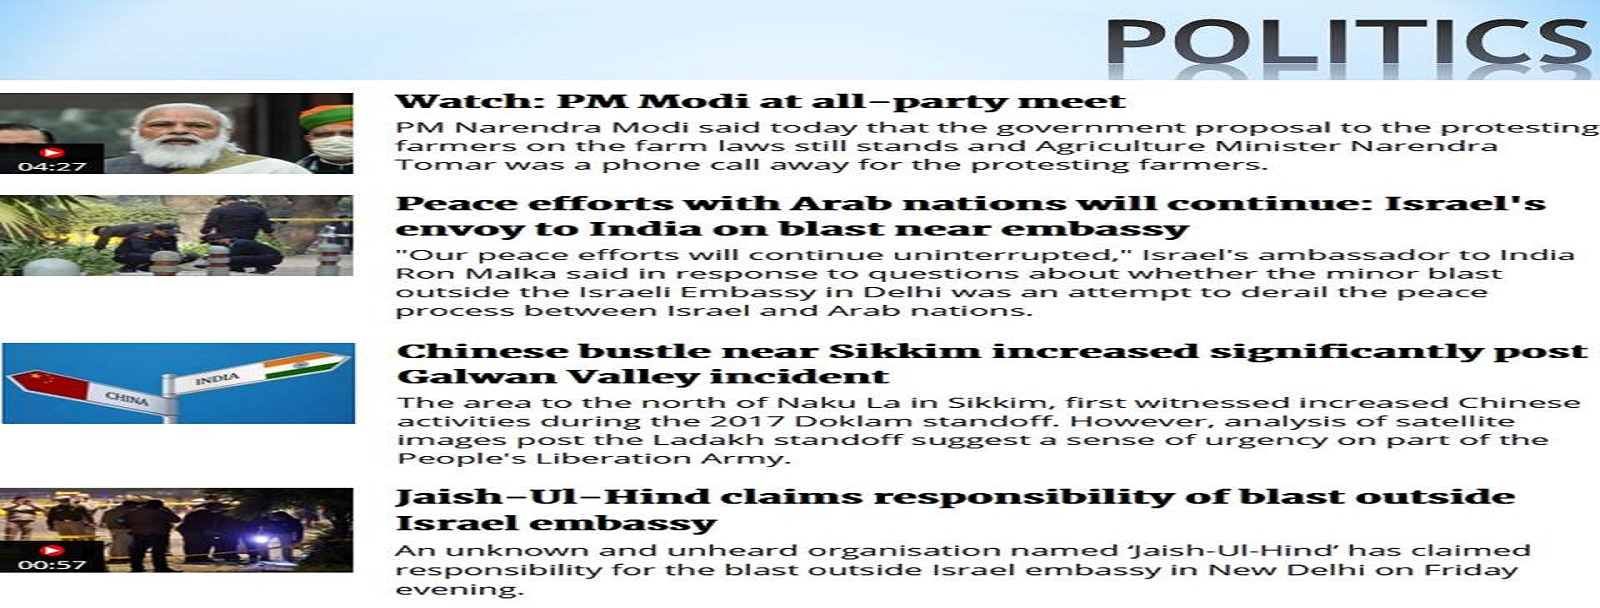 POLITICS
Watch: PM Modi at all-party meet
PM Narendra Modi said today that the government proposal to the protesting
farmers on the farm laws still stands and Agriculture Minister Narendra
Tomar was a phone call away for the protesting farmers.
04:27
Peace efforts with Arab nations will continue: Israel's
envoy to India on blast near embassy
"Our peace efforts will continue uninterrupted," Israel's ambassador to India
Ron Malka said in response to questions about whether the minor blast
outside the Israeli Embassy in Delhi was an attempt to derail the peace
process between Israel and Arab nations.
Chinese bustle near Sikkim increased significantly post
Galwan Valley incident
INDIA
CHINA
The area to the north of Naku La in Sikkim, first witnessed increased Chinese
activities during the 2017 Doklam standoff. However, analysis of satellite
images post the Ladakh standoff suggest a sense of urgency on part of the
People's Liberation Army.
Jaish-Ul-Hind claims responsibility of blast outside
Israel embassy
An unknown and unheard organisation named ‘Jaish-Ul-Hind’ has claimed
responsibility for the blast outside Israel embassy in New Delhi on Friday
evening.
00:57